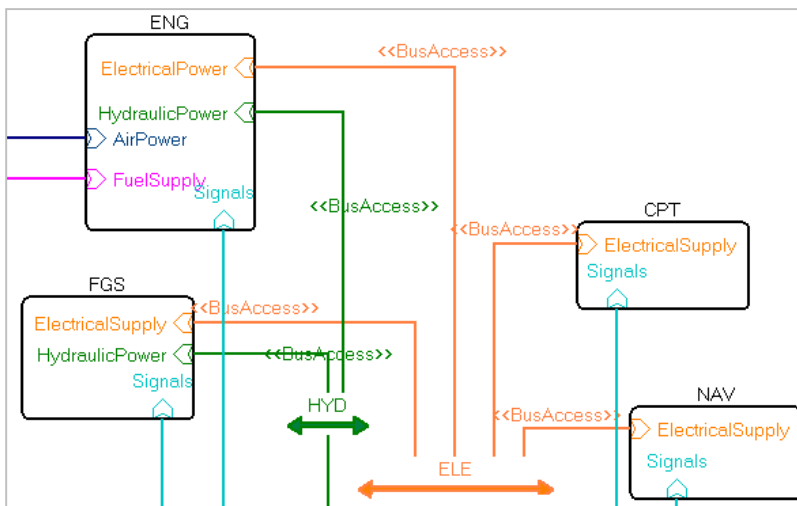 ENG
<<BusAccess>>
ElectricalPower
HydraulicPower
AirPower
FuelSupply
Signals
<<BusAccess>>
CPT
<<BusAccess>>
ElectricalSupply
Signals
FGS
<<BusAccess>>
ElectricalSupply
HydraulicPower
<<BusAccess>>
Signals
HYD
NAV
<<BusAccess>>
ElectricalSupply
ELE
Signals